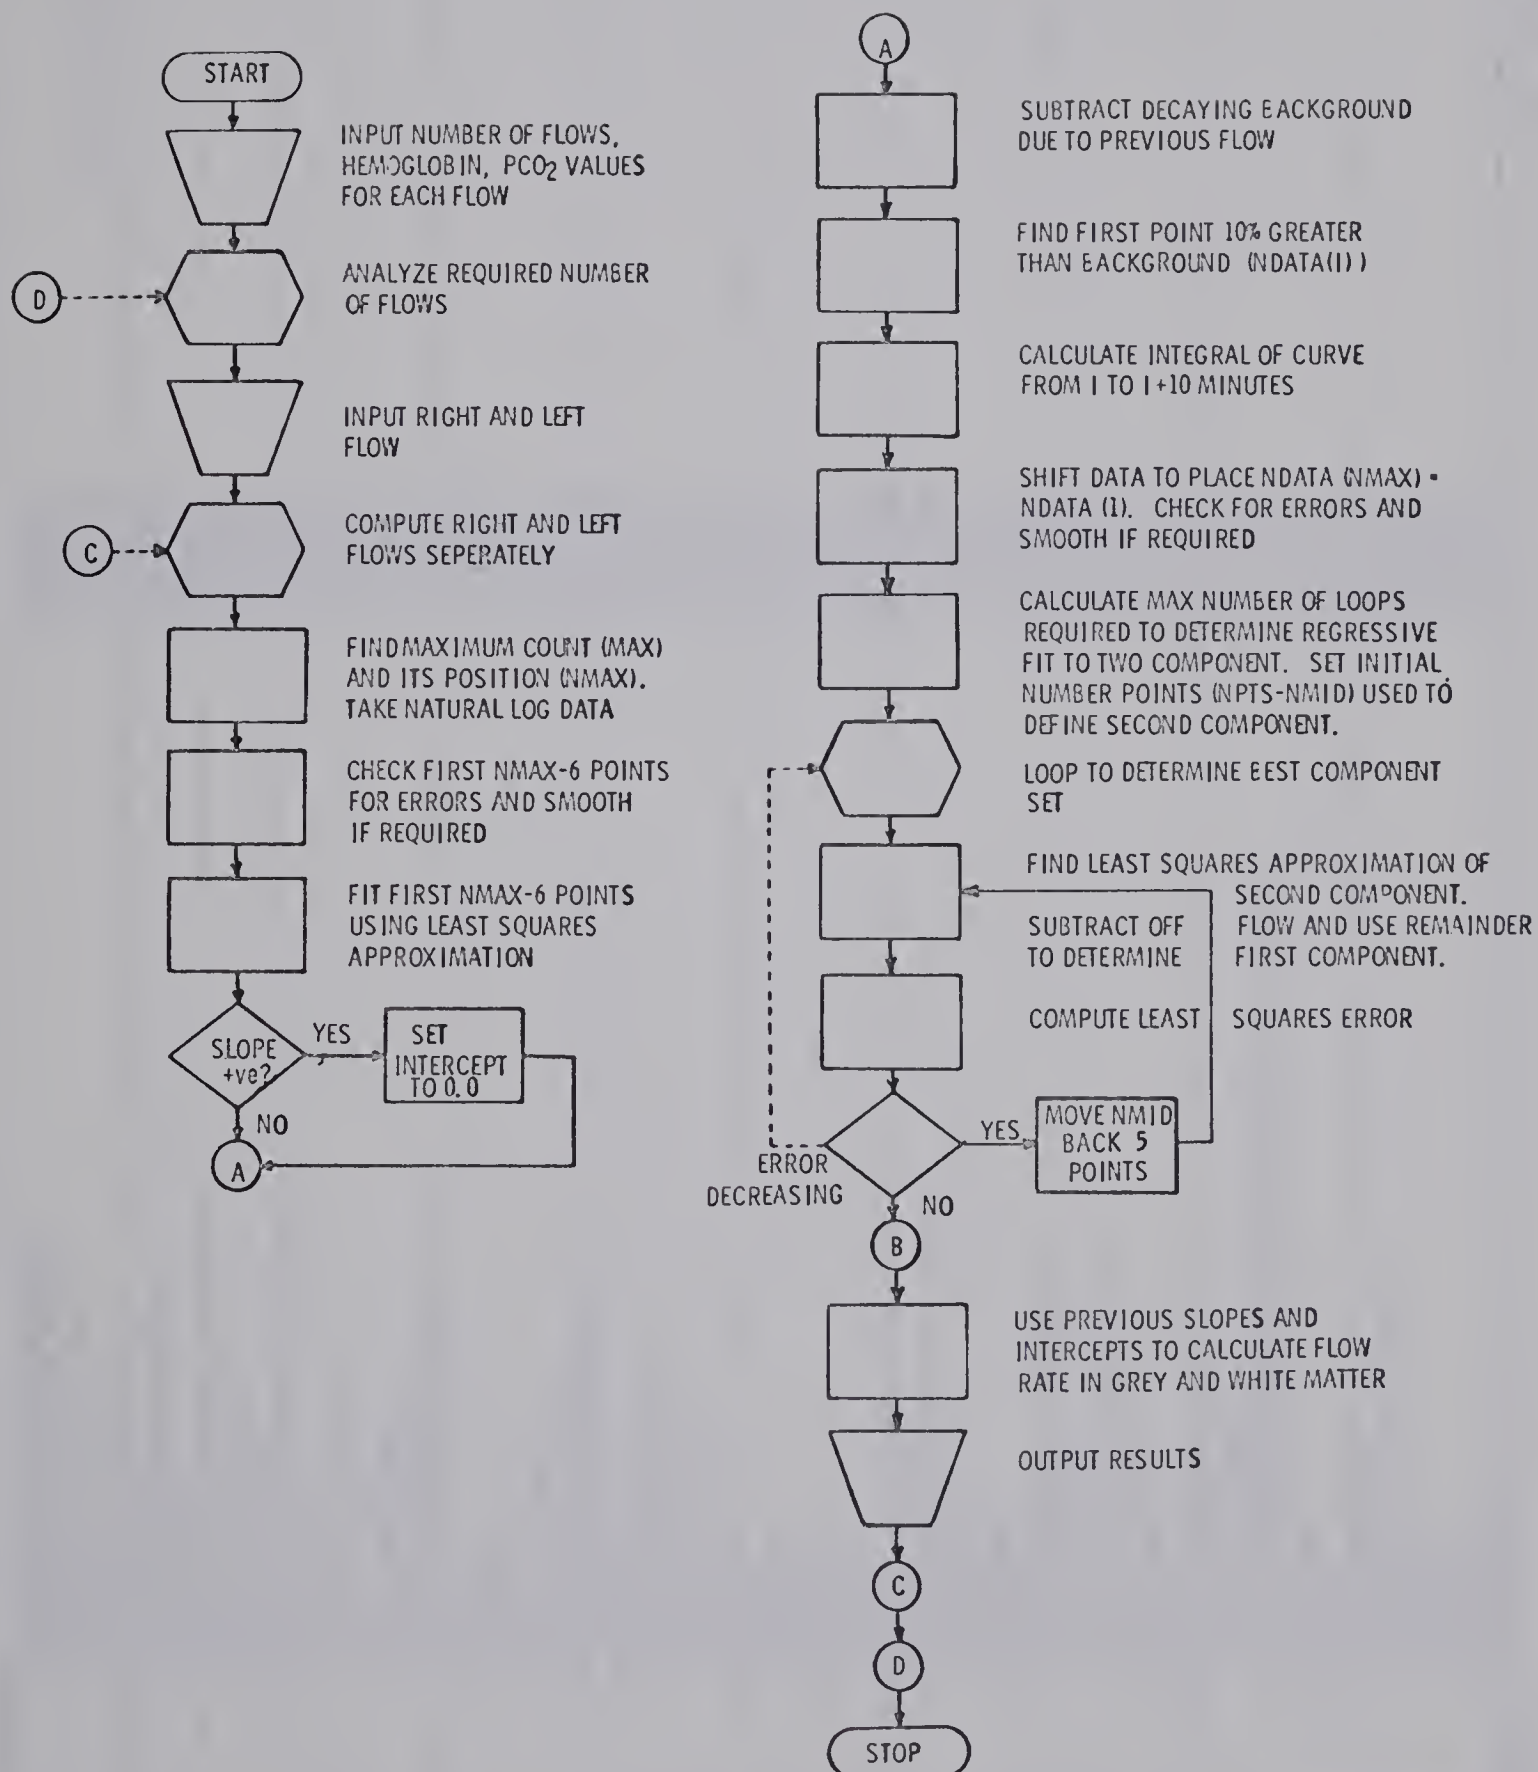 START
INPUT NUMBER OF FLOWS,
HEMOGLOBIN, PCO2 VALUES
FOR EACH FLOW
D
ANALYZE REQUIRED NUMBER
OF FLOWS
INPUT RIGHT AND LEFT
FLOW
C
COMPUTE RIGHT AND LEFT
FLOWS SEPERATELY
FIND MAXIMUM COUNT (MAX)
AND ITS POSITION (NMAX).
TAKE NATURAL LOG DATA
CHECK FIRST NMAX-6 POINTS
FOR ERRORS AND SMOOTH
IF REQUIRED
FIT FIRST NMAX-6 POINTS
USING LEAST SQUARES
APPROXIMATION
SLOPE
+ve?
YES
SET
INTERCEPT
TO 0.0
NO
A
A
SUBTRACT DECAYING BACKGROUND
DUE TO PREVIOUS FLOW
FIND FIRST POINT 10% GREATER
THAN BACKGROUND (NDATA(I))
CALCULATE INTEGRAL OF CURVE
FROM I TO I+10 MINUTES
SHIFT DATA TO PLACE NDATA (NMAX) -
NDATA (1). CHECK FOR ERRORS AND
SMOOTH IF REQUIRED
CALCULATE MAX NUMBER OF LOOPS
REQUIRED TO DETERMINE REGRESSIVE
FIT TO TWO COMPONENT. SET INITIAL
NUMBER POINTS (NPTS-NMID) USED TO
DEFINE SECOND COMPONENT.
LOOP TO DETERMINE BEST COMPONENT
SET
FIND LEAST SQUARES APPROXIMATION OF
SECOND COMPONENT.
SUBTRACT OFF FLOW AND USE REMAINDER
TO DETERMINE FIRST COMPONENT.
COMPUTE LEAST SQUARES ERROR
YES
MOVE NMID
BACK 5
POINTS
ERROR
DECREASING
NO
B
USE PREVIOUS SLOPES AND
INTERCEPTS TO CALCULATE FLOW
RATE IN GREY AND WHITE MATTER
OUTPUT RESULTS
C
D
STOP